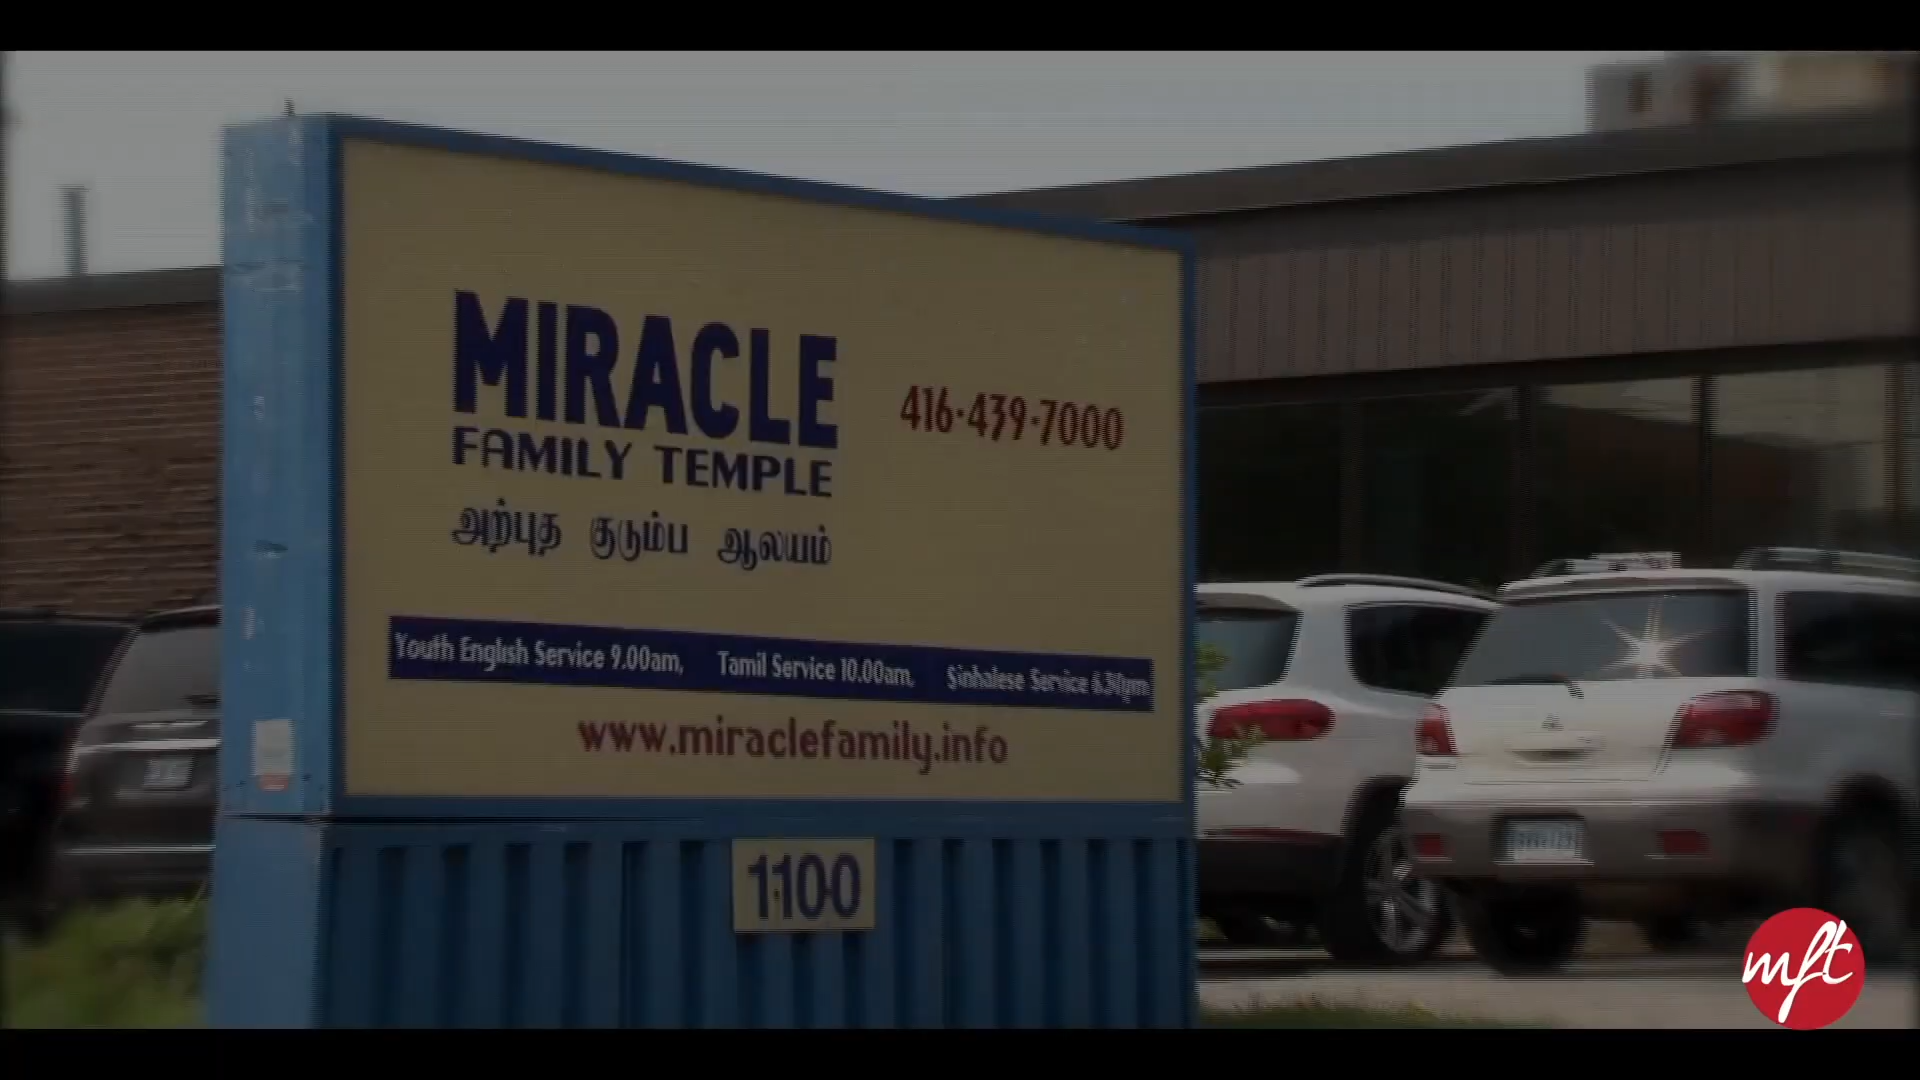 MIRACLE
FAMILY TEMPLE
அற்புத குடும்ப ஆலயம்
416-439-7000
Youth English Service 9.00am, Tamil Service 10.00am, Sinhalese Service 6.30pm
www.miraclefamily.info
1100
mft